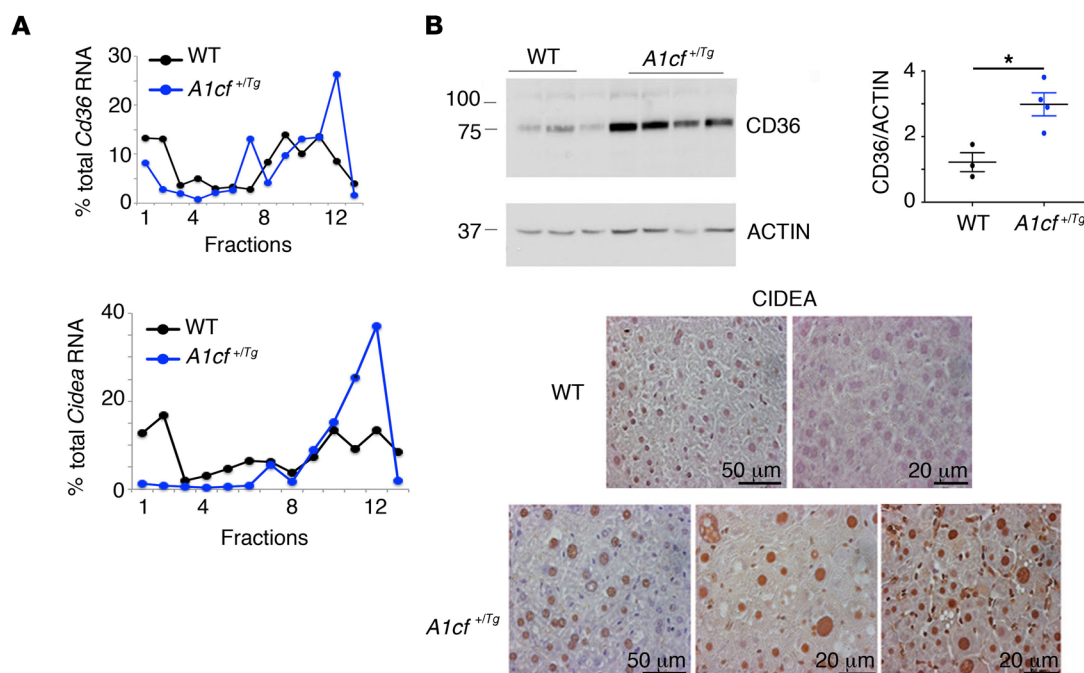 A
% total Cd36 RNA
30
20
10
0
WT
A1cf +/Tg
1 4 8 12
Fractions
% total Cidea RNA
40
20
10
0
WT
A1cf +/Tg
1 4 8 12
Fractions
B
WT A1cf +/Tg
100
75
CD36
37
ACTIN
CD36/ACTIN
4
3
2
1
0
*
WT A1cf +/Tg
CIDEA
WT
50 µm
20 µm
A1cf +/Tg
50 µm
20 µm
20 µm